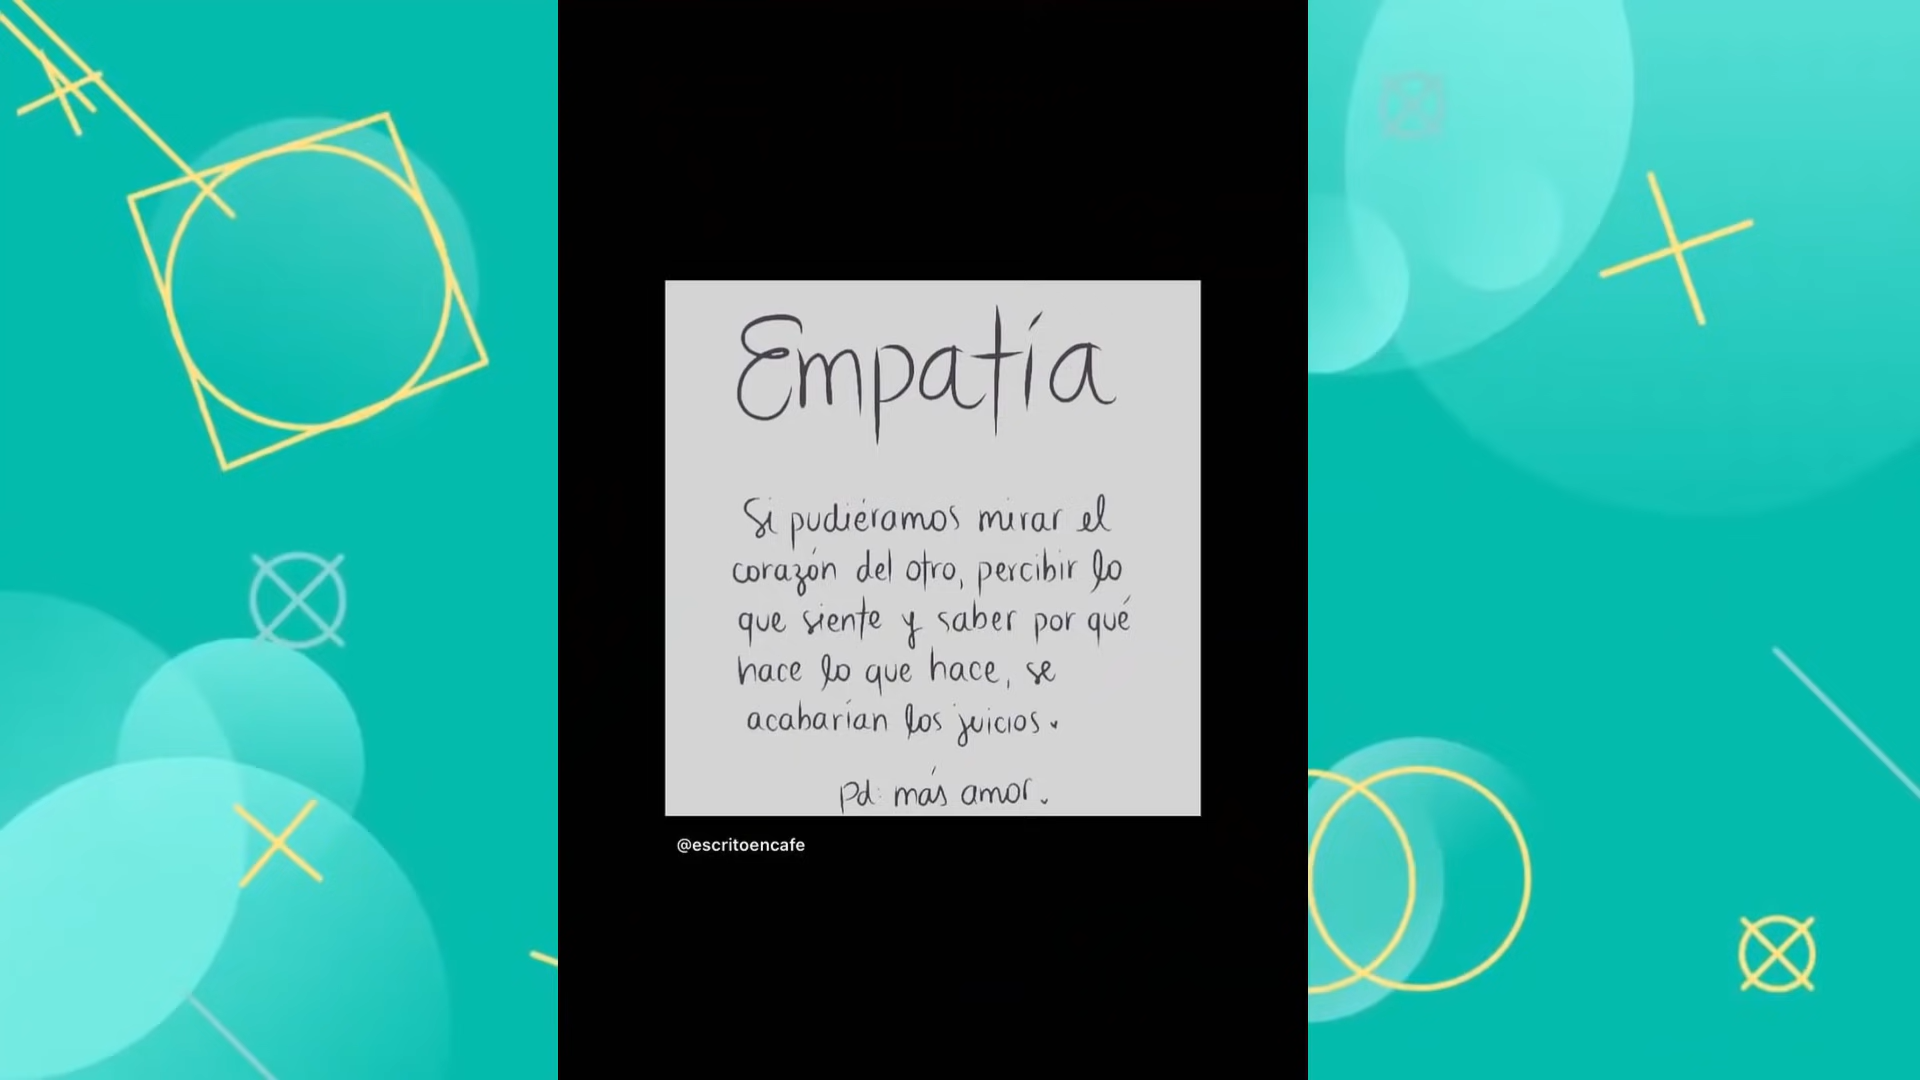 Empatía
Si pudiéramos mirar el
corazón del otro, percibir lo
que siente y saber por qué
hace lo que hace, se
acabarían los juicios.
pd: más amor.
@escritoencafe